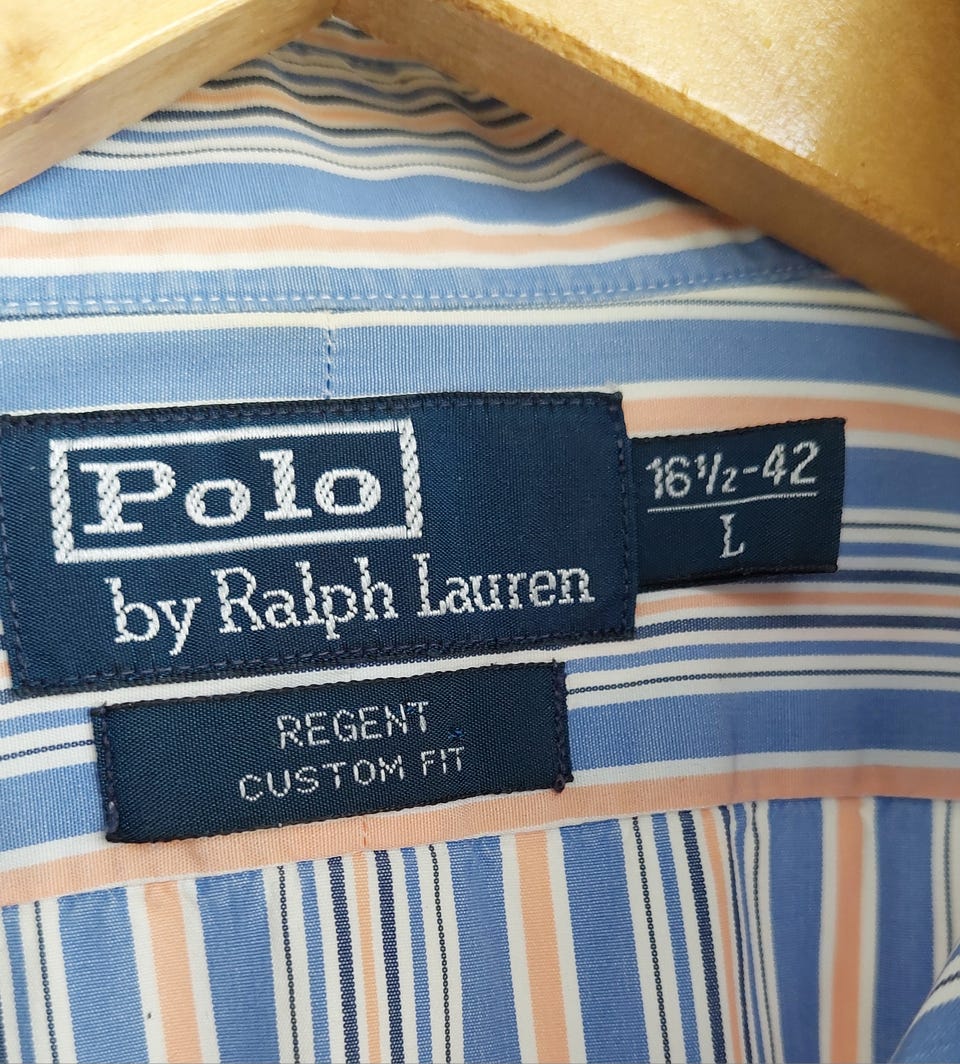 Polo
by Ralph Lauren
16½-42
L
REGENT
CUSTOM FIT